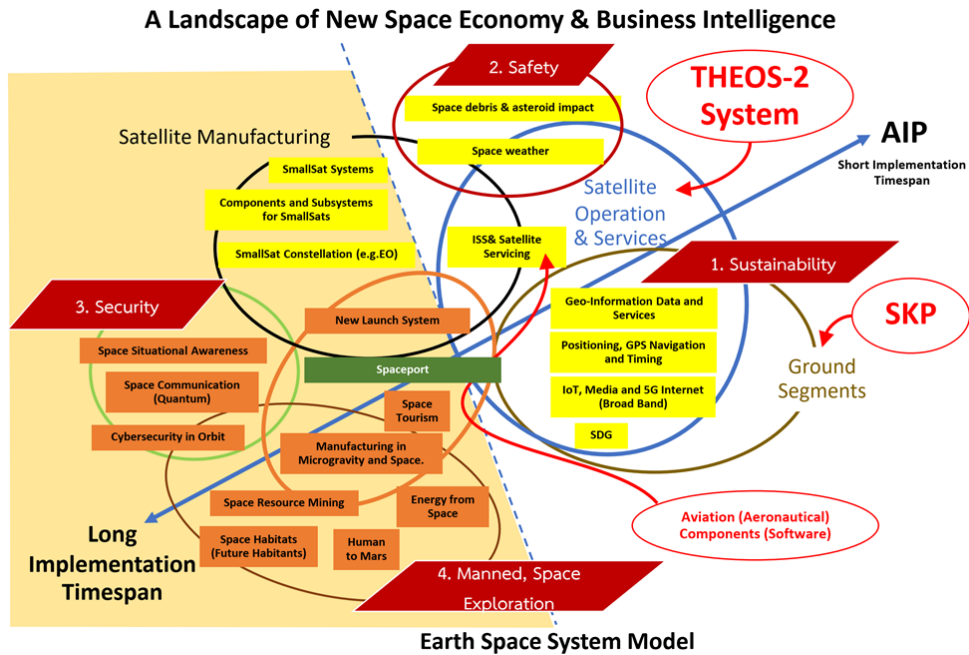 A Landscape of New Space Economy & Business Intelligence
2. Safety
THEOS-2
System
Space debris & asteroid impact
Satellite Manufacturing
Space weather
AIP
Short Implementation
Timespan
SmallSat Systems
Satellite
Operation
& Services
Components and Subsystems
for SmallSats
ISS& Satellite
Servicing
SmallSat Constellation (e.g.EO)
1. Sustainability
3. Security
Geo-Information Data and
Services
SKP
New Launch System
Space Situational Awareness
Positioning, GPS Navigation
and Timing
Ground
Segments
Spaceport
Space Communication
(Quantum)
IoT, Media and 5G Internet
(Broad Band)
Space
Tourism
Cybersecurity in Orbit
SDG
Manufacturing in
Microgravity and Space.
Space Resource Mining
Energy from
Space
Aviation (Aeronautical)
Components (Software)
Long
Implementation
Timespan
Space Habitats
(Future Habitants)
Human
to Mars
4. Manned, Space
Exploration
Earth Space System Model